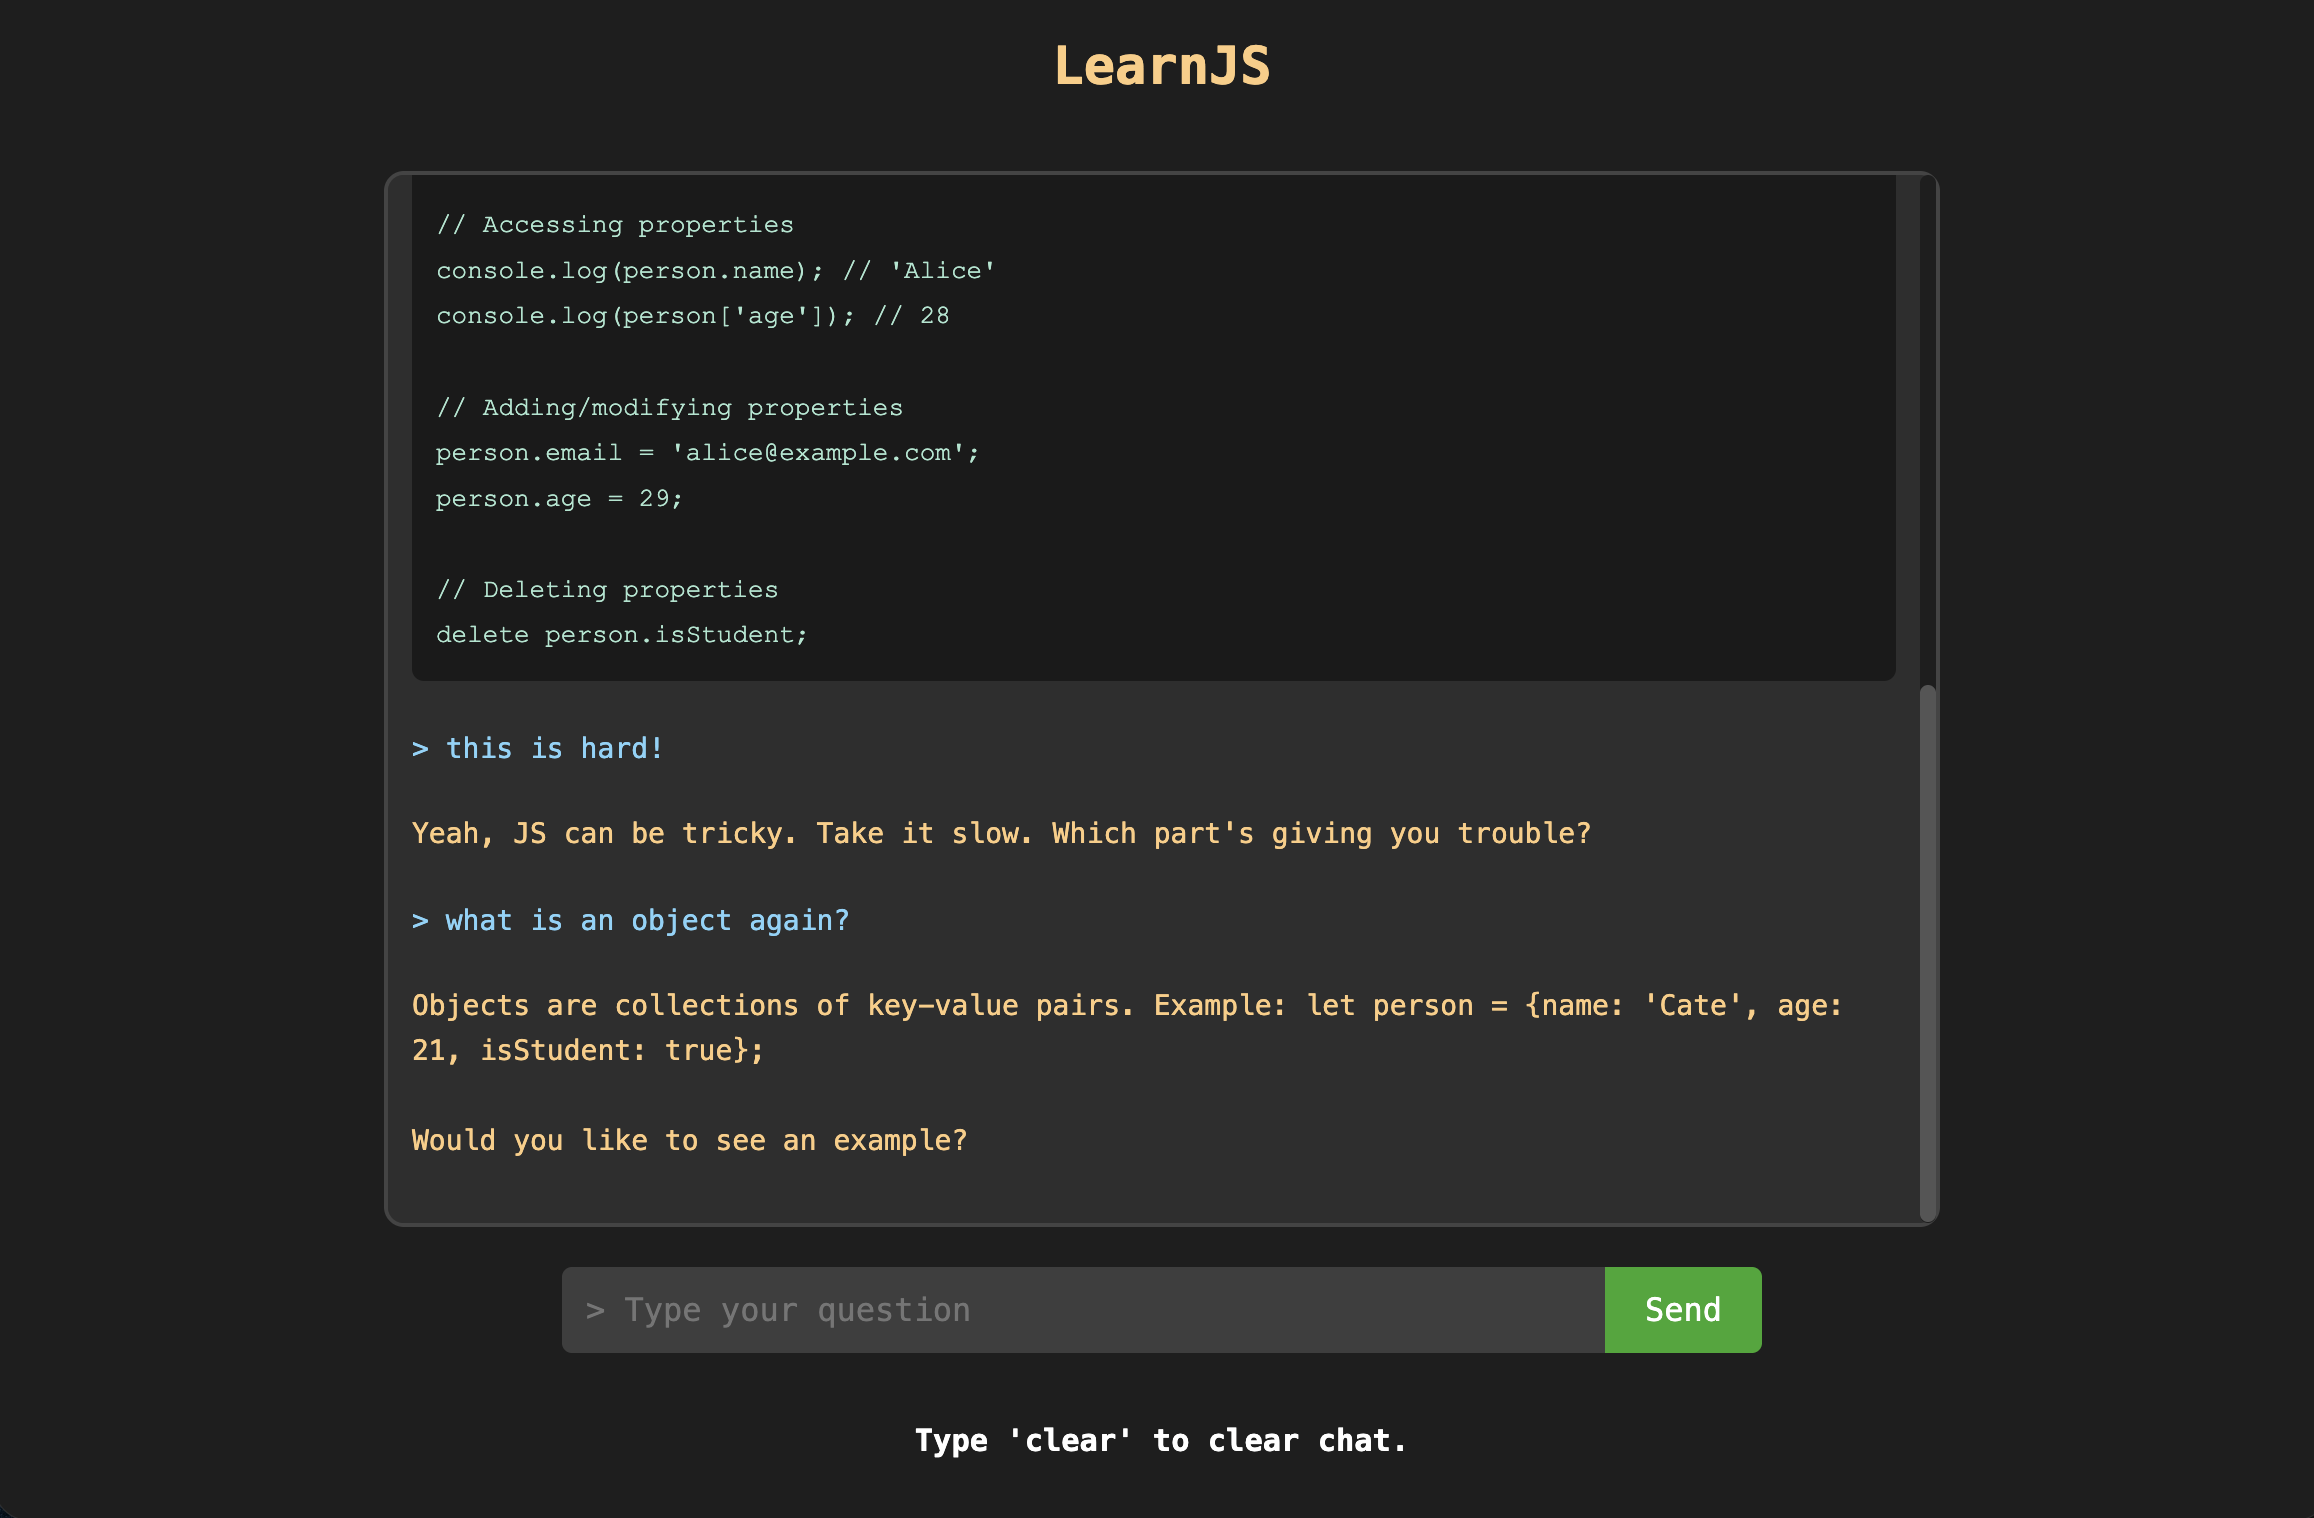 LearnJS
// Accessing properties
console.log(person.name); // 'Alice'
console.log(person['age']); // 28
// Adding/modifying properties
person.email = 'alice@example.com';
person.age = 29;
// Deleting properties
delete person.isStudent;
> this is hard!
Yeah, JS can be tricky. Take it slow. Which part's giving you trouble?
> what is an object again?
Objects are collections of key-value pairs. Example: let person = {name: 'Cate', age:
21, isStudent: true};
Would you like to see an example?
> Type your question
Send
Type 'clear' to clear chat.